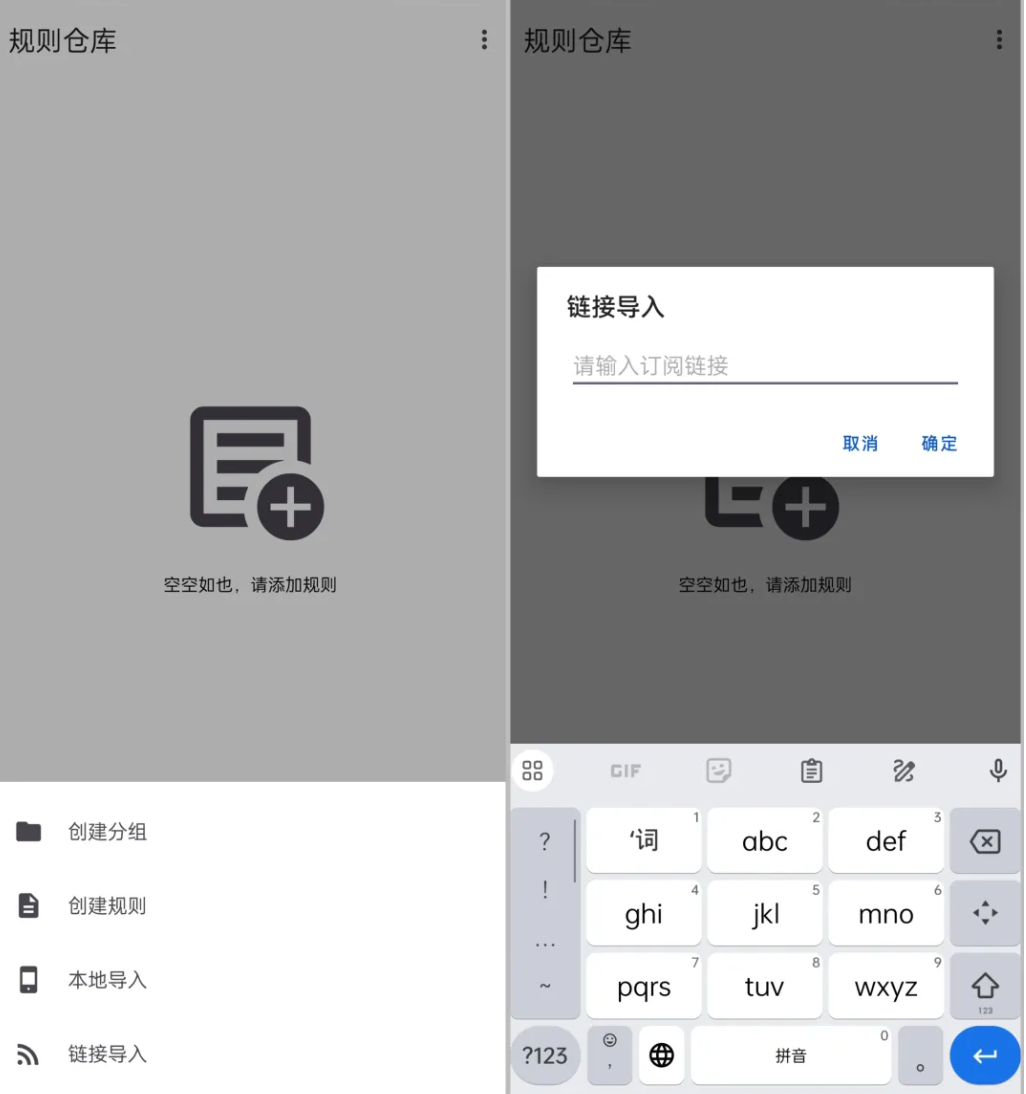 规则仓库
空空如也，请添加规则
创建分组
创建规则
本地导入
链接导入
规则仓库
链接导入
请输入订阅链接
取消 确定
空空如也，请添加规则
GIF
? ‘词 1 abc 2 def 3
! ghi 4 jkl 5 mno 6
...
~ pqrs 7 tuv 8 wxyz 9 123
?123 , 拼音 0 。